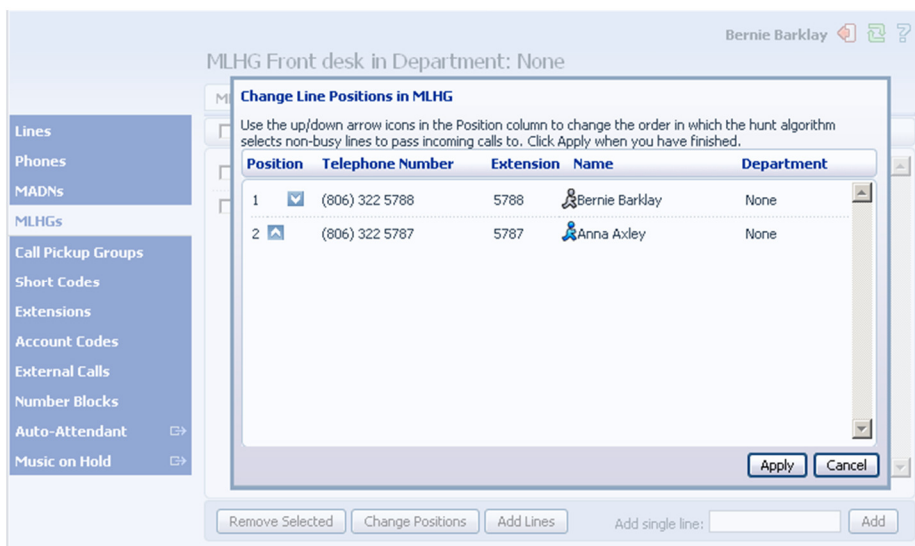 Bernie Barklay
MLHG Front desk in Department: None
Change Line Positions in MLHG
Use the up/down arrow icons in the Position column to change the order in which the hunt algorithm
selects non-busy lines to pass incoming calls to. Click Apply when you have finished.
Position Telephone Number Extension Name Department
1 (806) 322 5788 5788 Bernie Barklay None
2 (806) 322 5787 5787 Anna Axley None
Apply Cancel
Lines
Phones
MADNs
MLHGs
Call Pickup Groups
Short Codes
Extensions
Account Codes
External Calls
Number Blocks
Auto-Attendant
Music on Hold
Remove Selected Change Positions Add Lines Add single line: Add